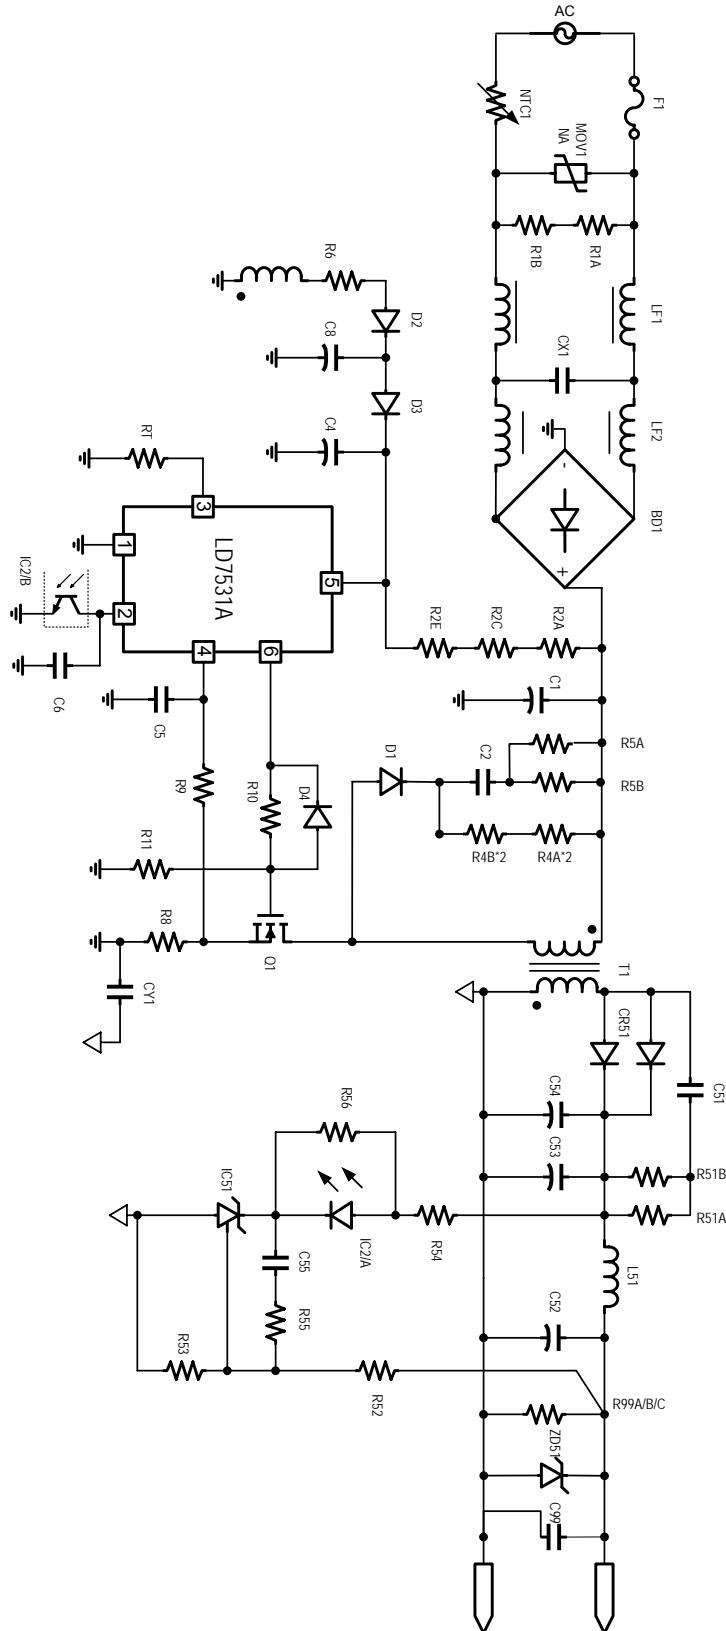 AC
F1
NTC1
MOV1
NA
R1B
R1A
LF1
CX1
LF2
BD1
-
+
R6
D2
C8
D3
C4
RT
LD7531A
3
1
2
5
4
6
IC2/B
C6
C5
R2E
R2C
R2A
C1
R5A
R5B
D1
C2
R4B*2
R4A*2
R9
R10
D4
R11
R8
Q1
CY1
T1
CR51
C51
C54
C53
R51B
R51A
R56
IC51
IC2/A
R54
C55
R55
L51
C52
R53
R52
R99A/B/C
ZD51
C99